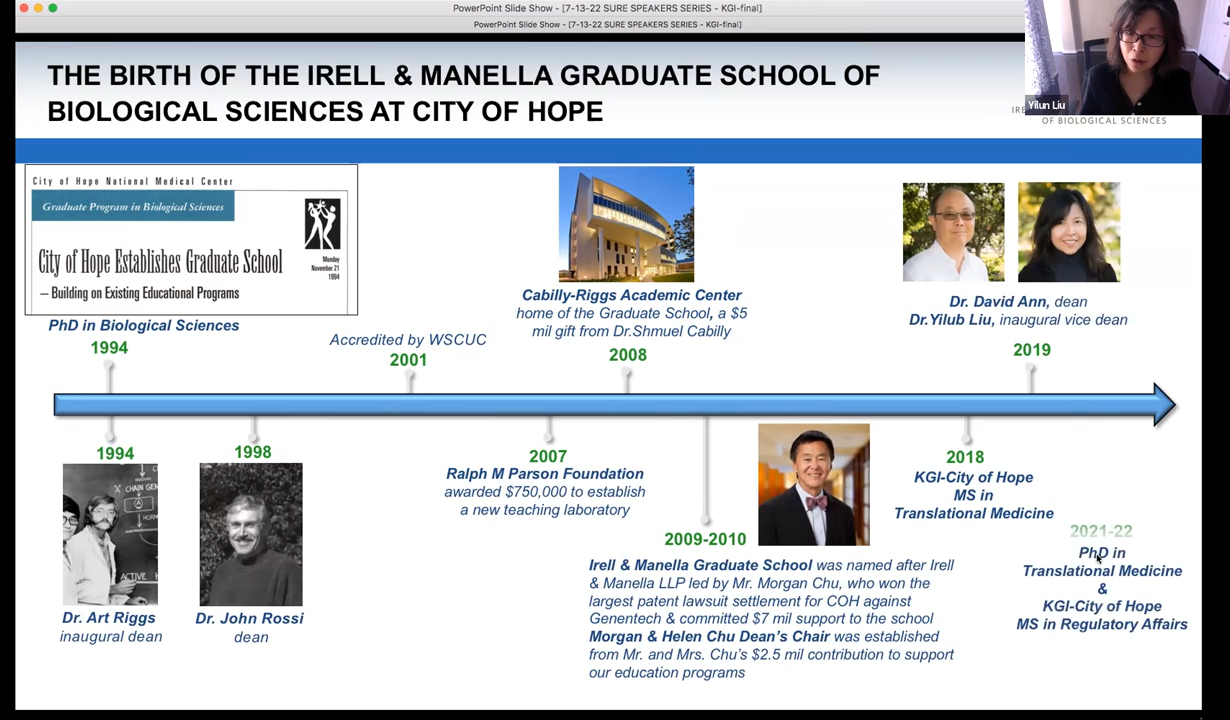 PowerPoint Slide Show - [7-13-22 SURE SPEAKERS SERIES - KGI-final]
PowerPoint Slide Show - [7-13-22 SURE SPEAKERS SERIES - KGI-final]
THE BIRTH OF THE IRELL & MANELLA GRADUATE SCHOOL OF
BIOLOGICAL SCIENCES AT CITY OF HOPE
Yilun Liu
OF BIOLOGICAL SCIENCES
City of Hope National Medical Center
Graduate Program in Biological Sciences
City of Hope Establishes Graduate School
Monday
November 21
1994
– Building on Existing Educational Programs
PhD in Biological Sciences
1994
Accredited by WSCUC
2001
Cabilly-Riggs Academic Center
home of the Graduate School, a $5
mil gift from Dr.Shmuel Cabilly
2008
Dr. David Ann, dean
Dr.Yilub Liu, inaugural vice dean
2019
1994
CHAIN
ACTIVE
Dr. Art Riggs
inaugural dean
1998
Dr. John Rossi
dean
2007
Ralph M Parson Foundation
awarded $750,000 to establish
a new teaching laboratory
2009-2010
Irell & Manella Graduate School was named after Irell
& Manella LLP led by Mr. Morgan Chu, who won the
largest patent lawsuit settlement for COH against
Genentech & committed $7 mil support to the school
Morgan & Helen Chu Dean's Chair was established
from Mr. and Mrs. Chu's $2.5 mil contribution to support
our education programs
2018
KGI-City of Hope
MS in
Translational Medicine
2021-22
PhD in
Translational Medicine
&
KGI-City of Hope
MS in Regulatory Affairs